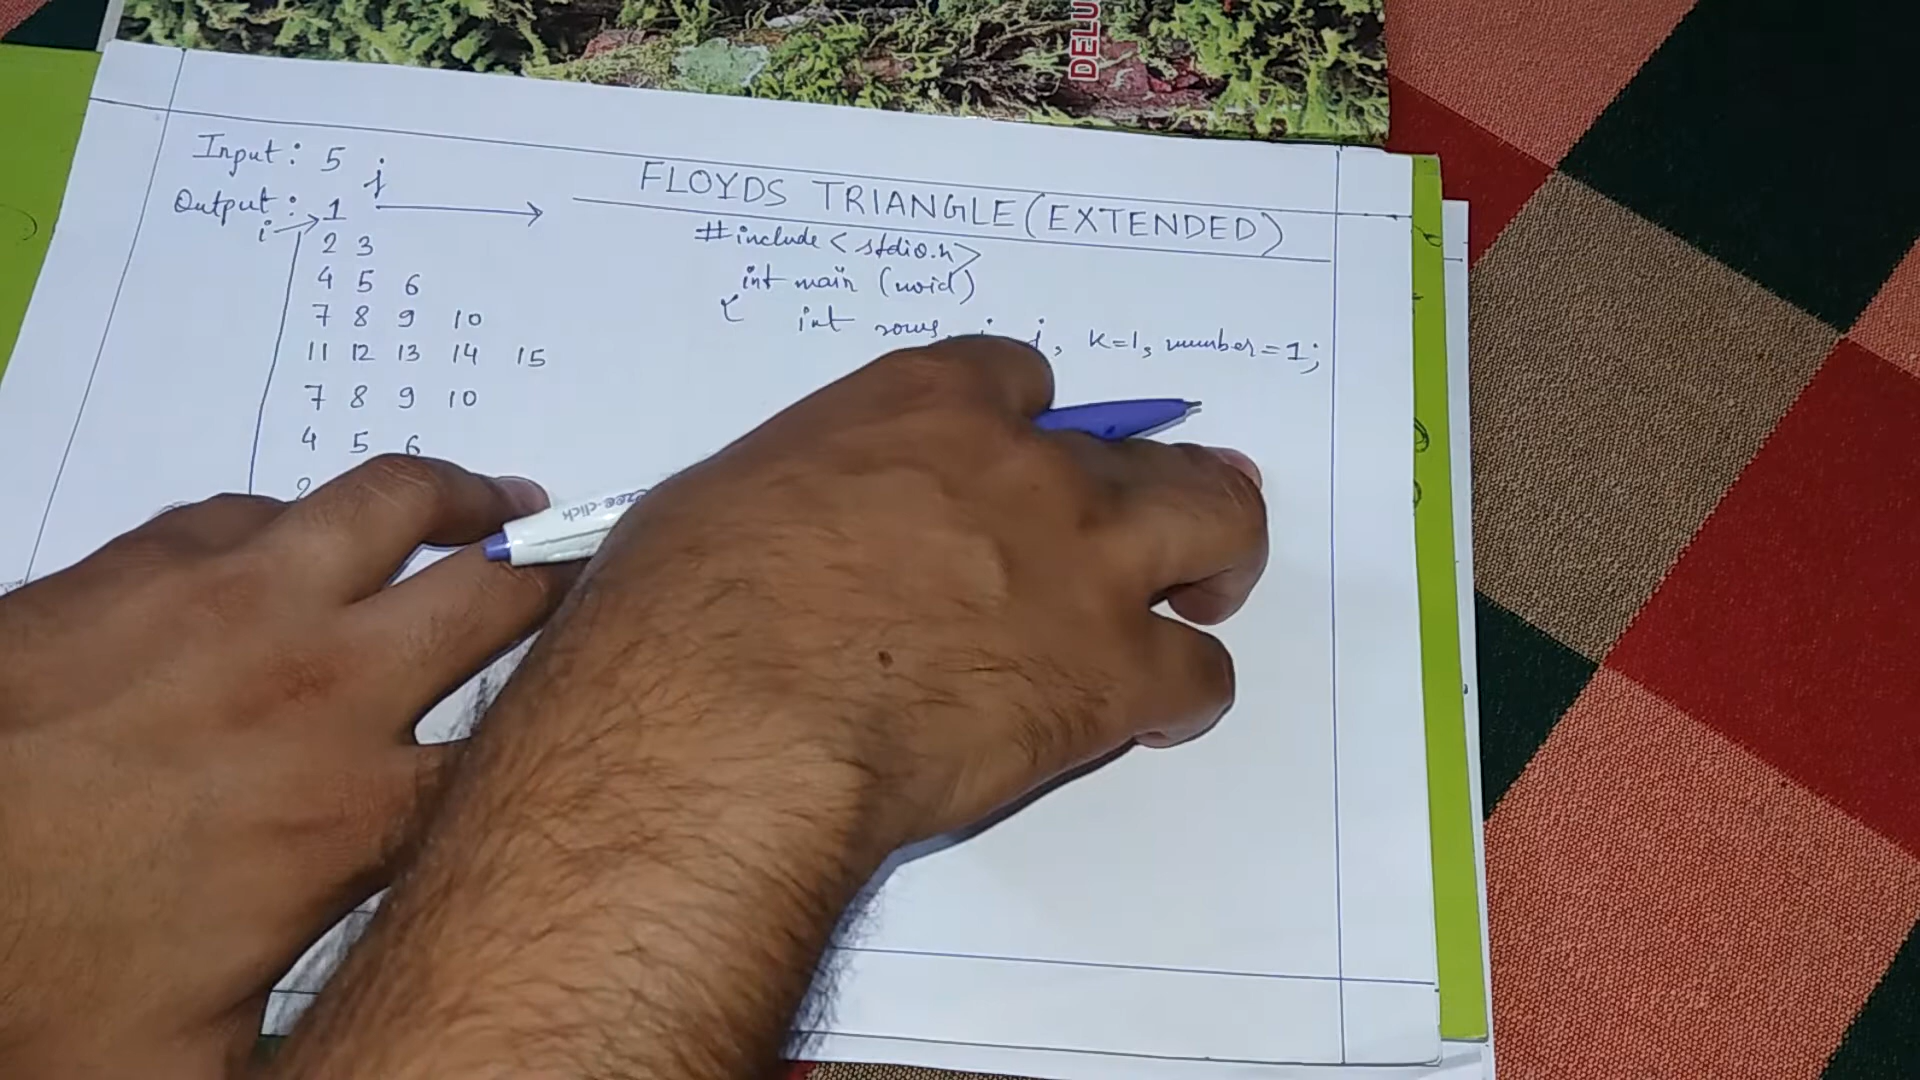 DELU
Input: 5
j
Output: 1
i
2 3
4 5 6
7 8 9 10
11 12 13 14 15
7 8 9 10
4 5 6
2
FLOYDS TRIANGLE (EXTENDED)
#include <stdio.h>
int main (void)
{ int rows, i, j, K=1, number=1;
zee-click